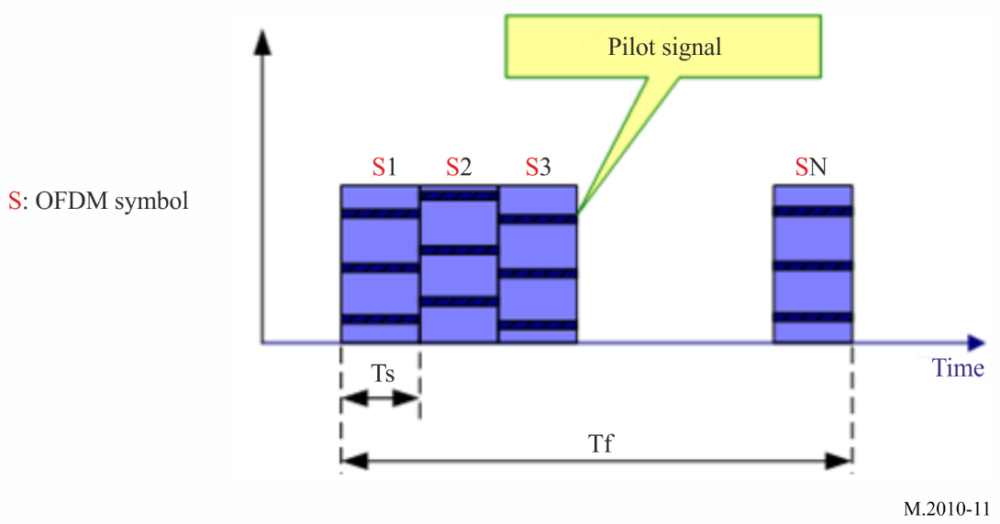 Pilot signal
S1 S2 S3 SN
S: OFDM symbol
Time
Ts
Tf
M.2010-11